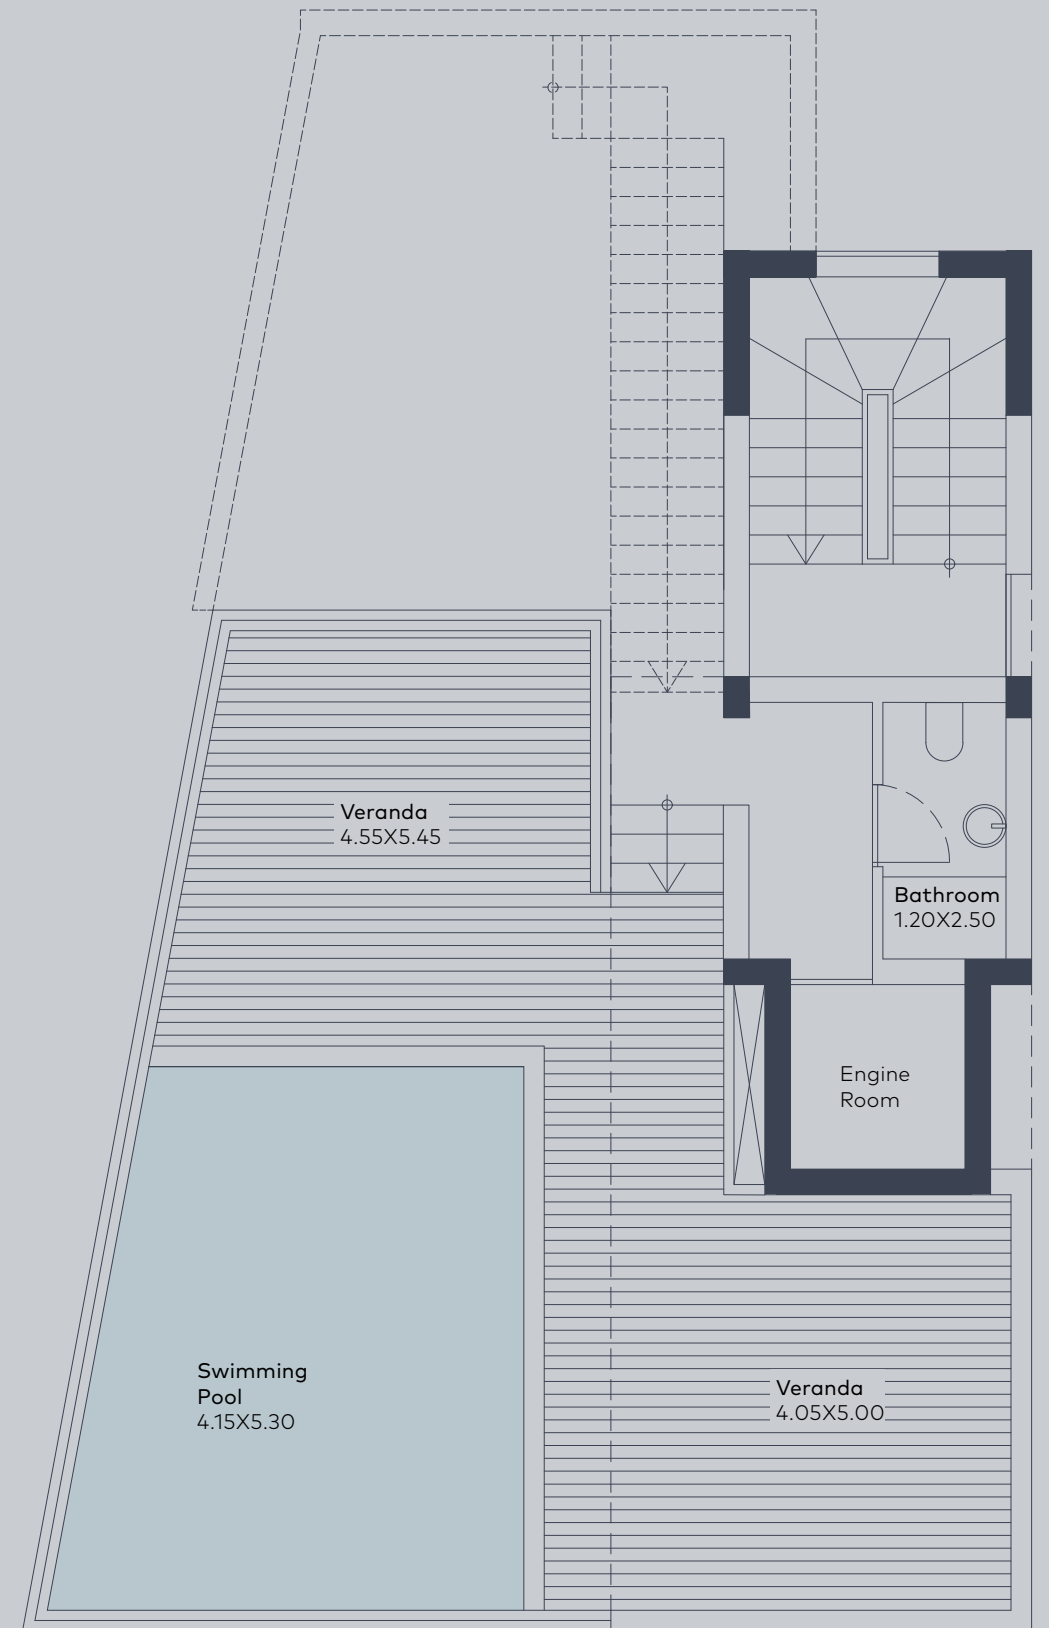 Veranda
4.55X5.45
Bathroom
1.20X2.50
Engine
Room
Swimming
Pool
4.15X5.30
Veranda
4.05X5.00